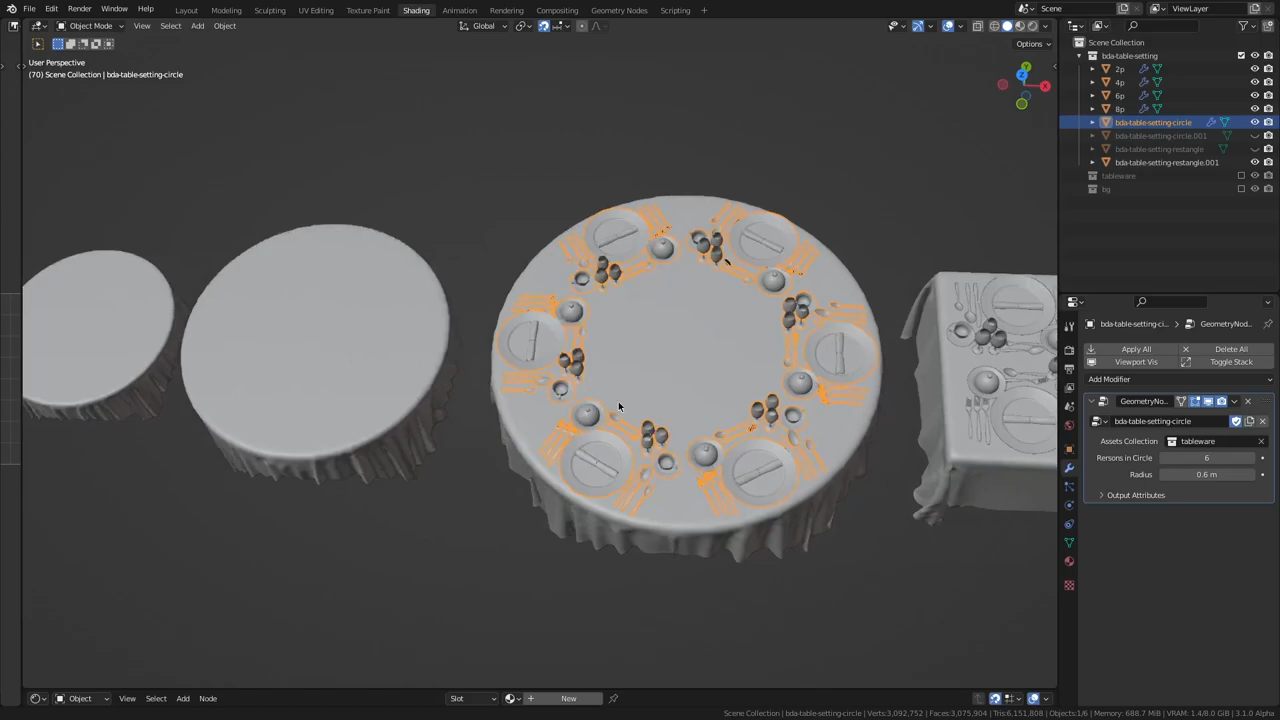 File Edit Render Window Help Layout Modeling Sculpting UV Editing Texture Paint Shading Animation Rendering Compositing Geometry Nodes Scripting + Scene ViewLayer
Object Mode View Select Add Object Global
Options
User Perspective
(70) Scene Collection | bda-table-setting-circle
Z
Y
X
Scene Collection
bda-table-setting
2p
4p
6p
8p
bda-table-setting-circle
bda-table-setting-circle.001
bda-table-setting-restangle
bda-table-setting-restangle.001
tableware
bg
bda-table-setting-ci... GeometryNod...
Apply All Delete All
Viewport Vis Toggle Stack
Add Modifier
GeometryNo...
bda-table-setting-circle
Assets Collection tableware
Rersons in Circle 6
Radius 0.6 m
Output Attributes
Object View Select Add Node Slot New
Scene Collection | bda-table-setting-circle | Verts:3,092,752 | Faces:3,075,904 | Tris:6,151,808 | Objects:1/6 | Memory: 688.7 MiB | VRAM: 1.4/8.0 GiB | 3.1.0 Alpha